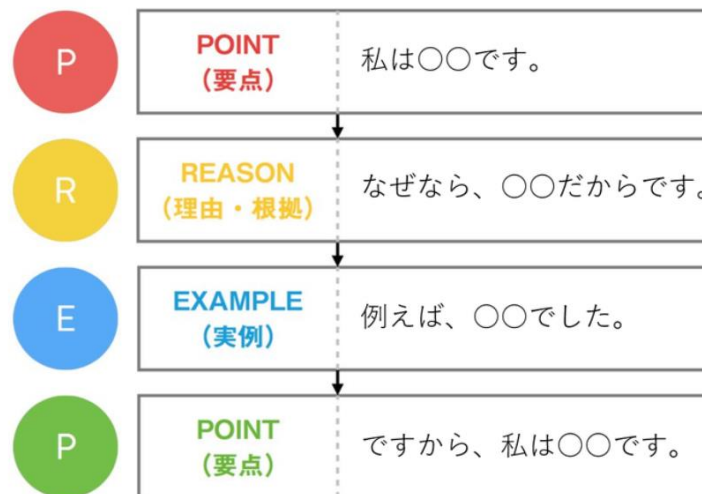 P
POINT
(要点)
私は〇〇です。
R
REASON
(理由・根拠)
なぜなら、〇〇だからです。
E
EXAMPLE
(実例)
例えば、〇〇でした。
P
POINT
(要点)
ですから、私は〇〇です。